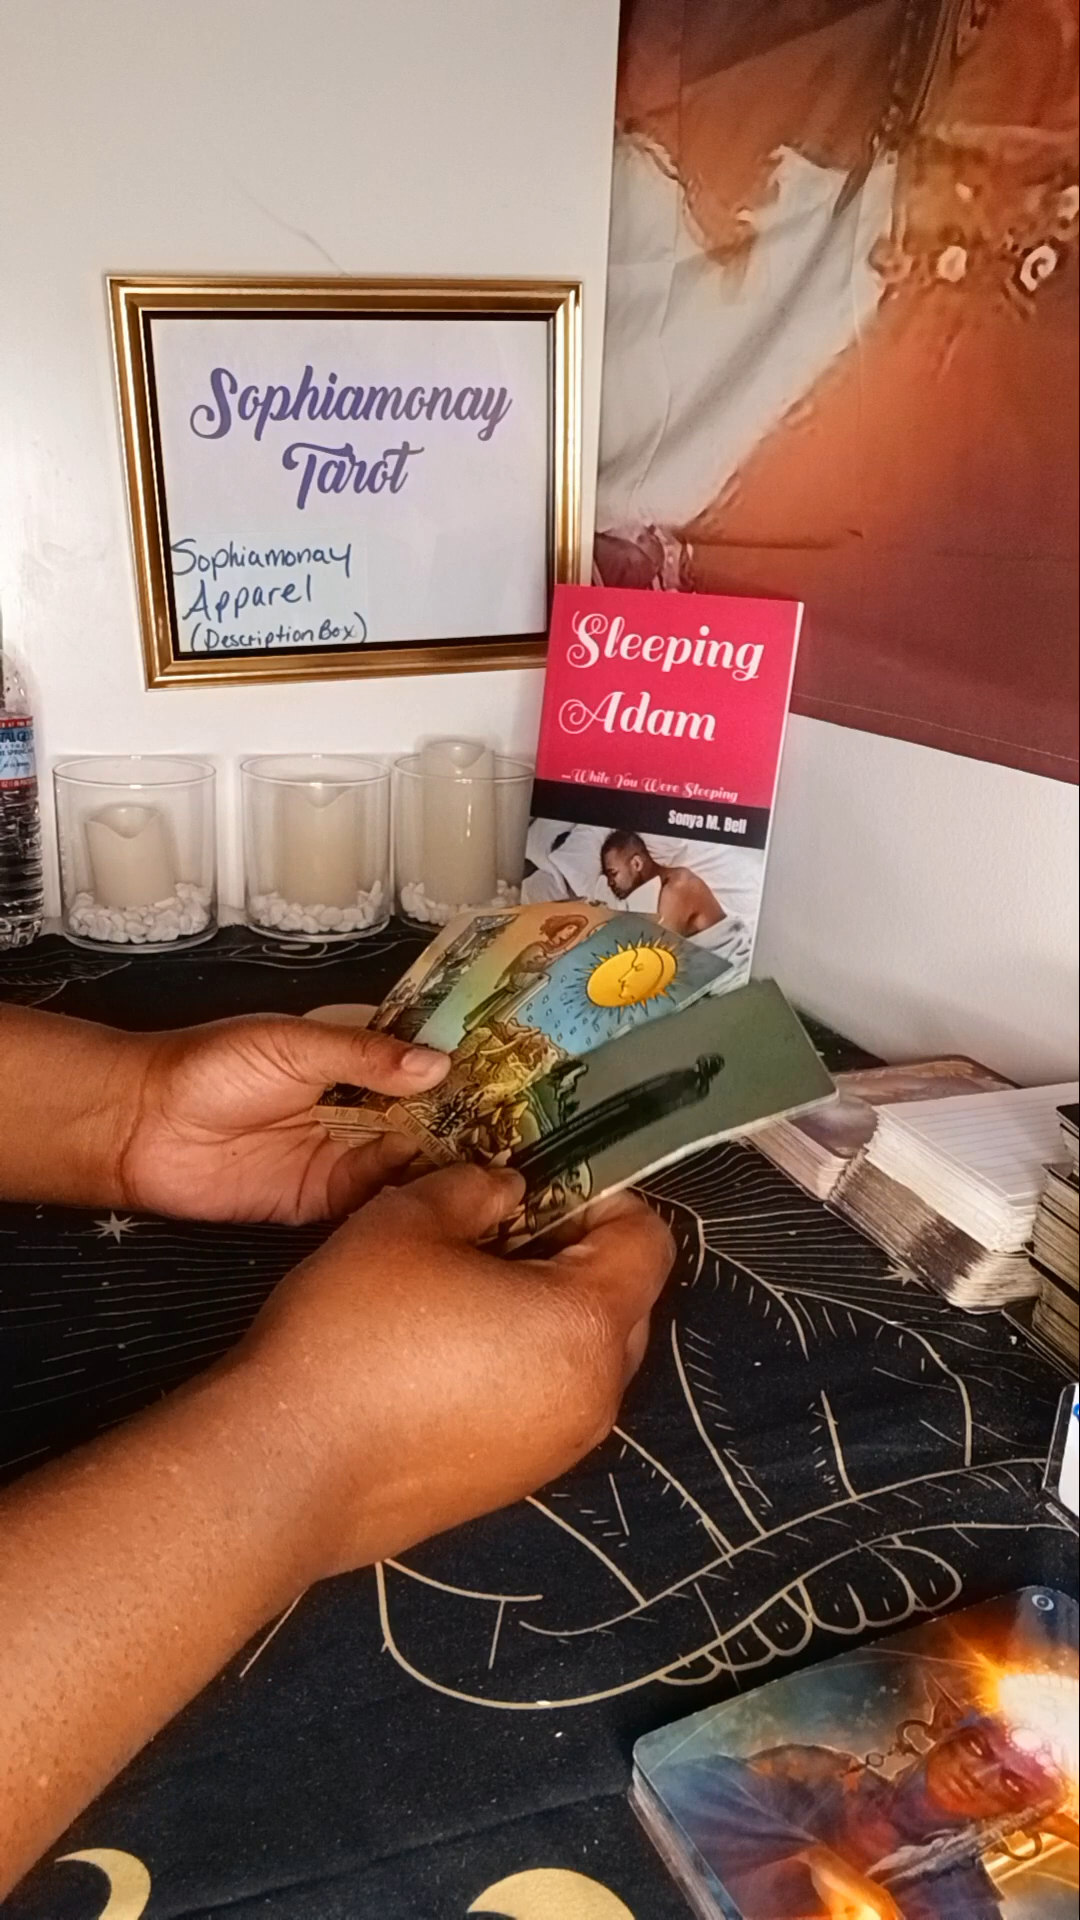 Sophiamonay
Tarot
Sophiamonay
Apparel
(Description Box)
Sleeping
Adam
...While You Were Sleeping
Sonya M. Bell